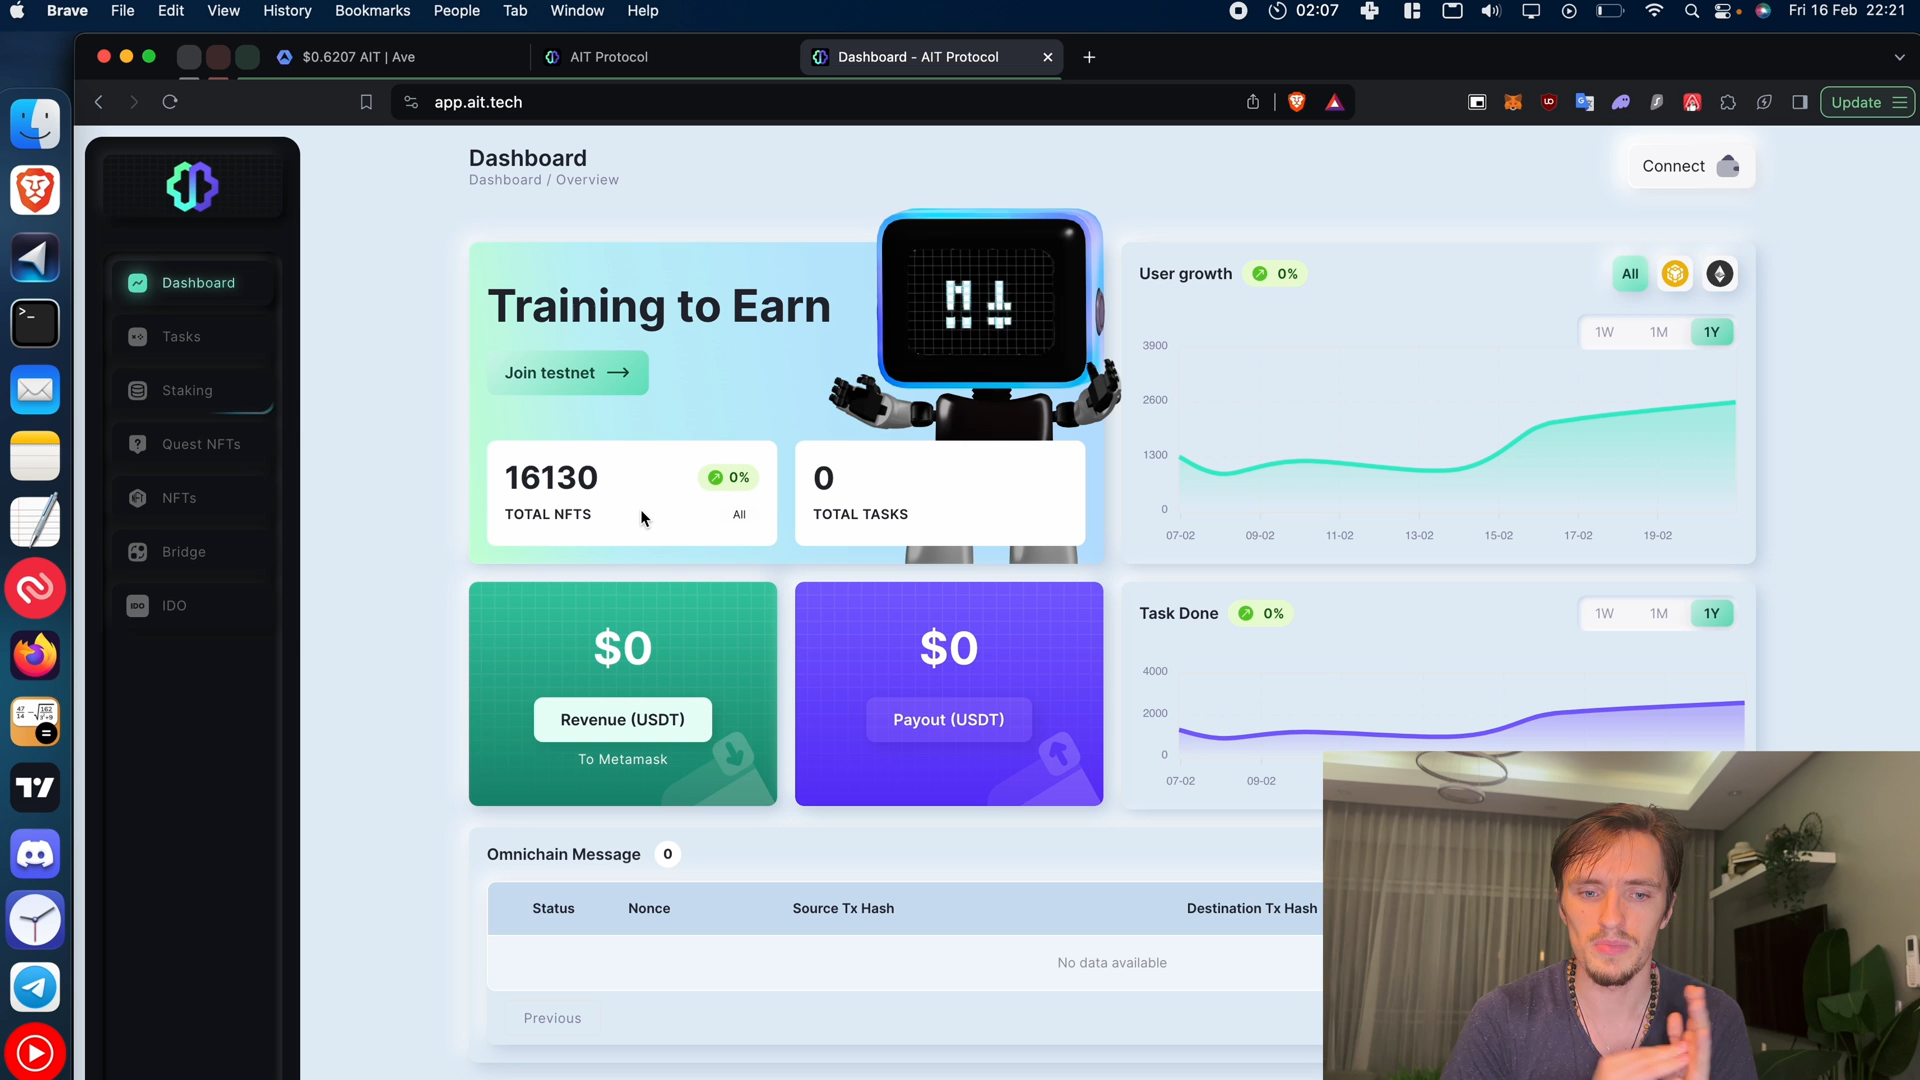 Brave File Edit View History Bookmarks People Tab Window Help 02:07 Fri 16 Feb 22:21
$0.6207 AIT | Ave
AIT Protocol
Dashboard - AIT Protocol
app.ait.tech
Update
Dashboard
Tasks
Staking
Quest NFTs
NFTs
Bridge
IDO IDO
Dashboard
Dashboard / Overview
Connect
Training to Earn
Join testnet
16130
0%
TOTAL NFTS
All
0
TOTAL TASKS
User growth 0%
All
1W 1M 1Y
3900
2600
1300
0
07-02 09-02 11-02 13-02 15-02 17-02 19-02
$0
Revenue (USDT)
To Metamask
$0
Payout (USDT)
Task Done 0%
1W 1M 1Y
4000
2000
0
07-02 09-02
Omnichain Message 0
Status Nonce Source Tx Hash Destination Tx Hash
No data available
Previous